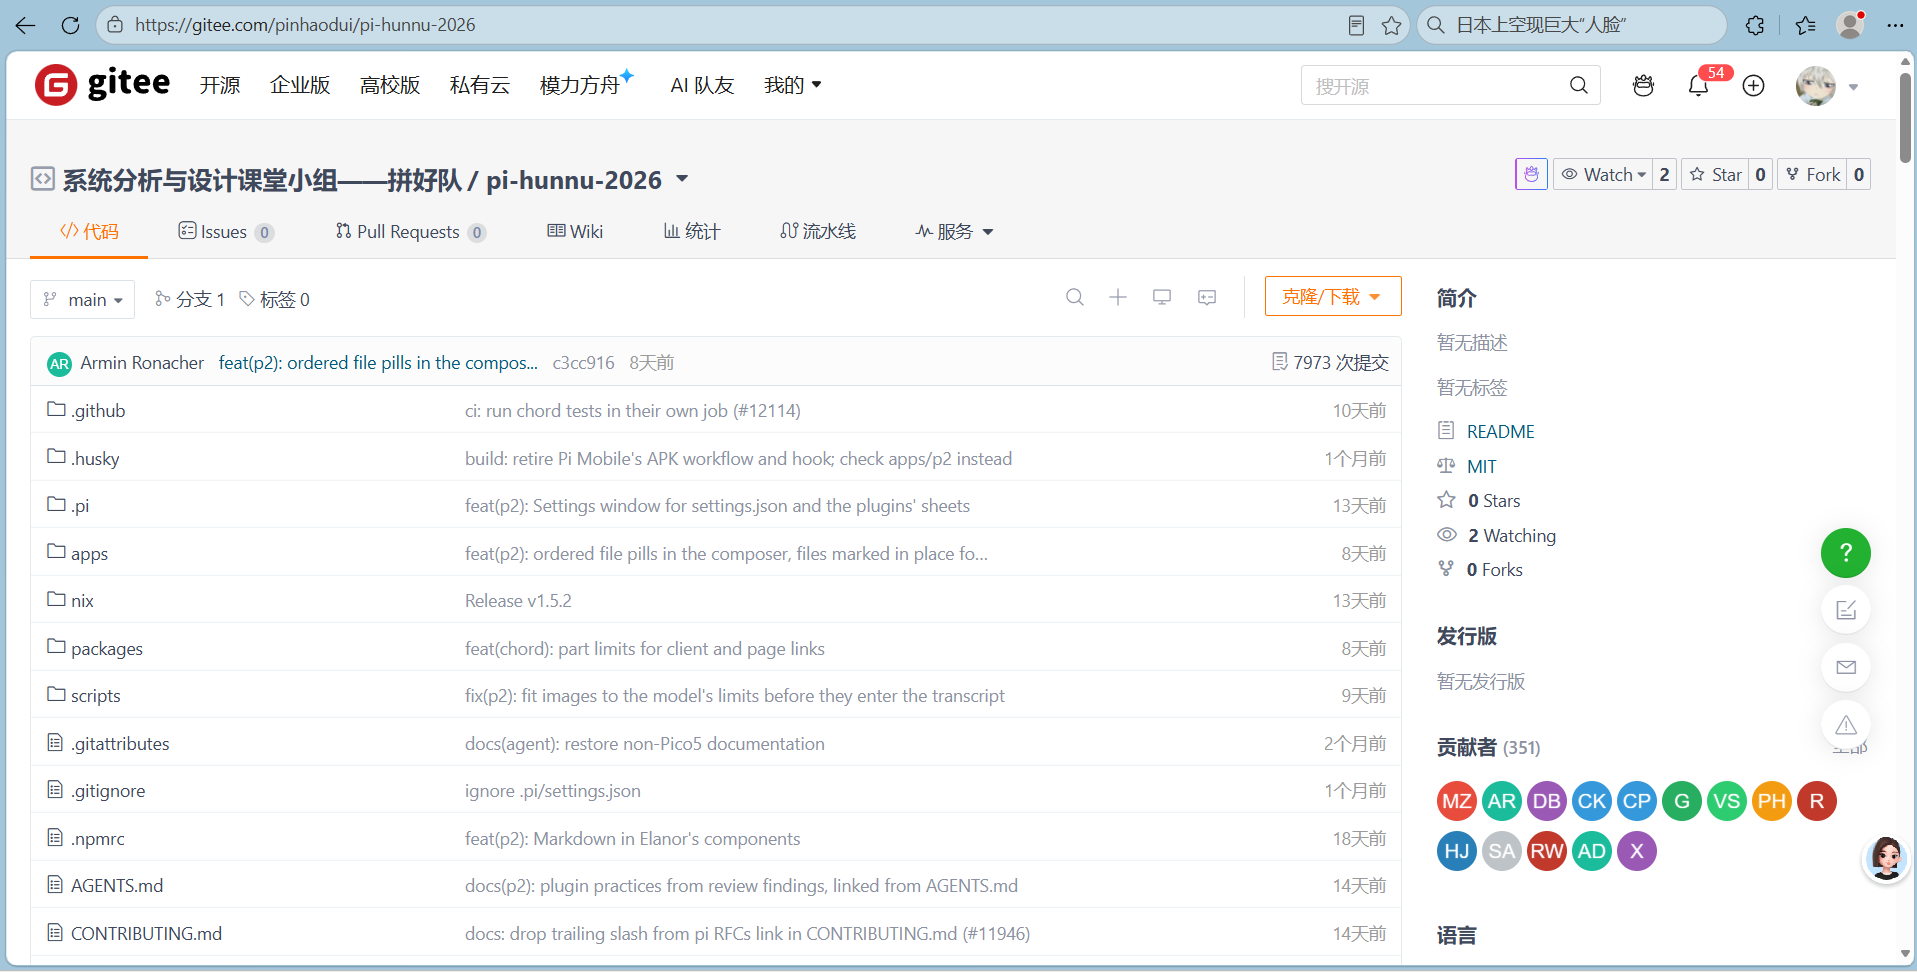 https://gitee.com/pinhaodui/pi-hunnu-2026
日本上空现巨大“人脸”
gitee 开源 企业版 高校版 私有云 模力方舟 AI 队友 我的
搜开源
54
系统分析与设计课堂小组——拼好队 / pi-hunnu-2026
Watch 2 Star 0 Fork 0
代码 Issues 0 Pull Requests 0 Wiki 统计 流水线 服务
main 分支 1 标签 0
克隆/下载
AR Armin Ronacher feat(p2): ordered file pills in the compos... c3cc916 8天前 7973 次提交
.github ci: run chord tests in their own job (#12114) 10天前
.husky build: retire Pi Mobile's APK workflow and hook; check apps/p2 instead 1个月前
.pi feat(p2): Settings window for settings.json and the plugins' sheets 13天前
apps feat(p2): ordered file pills in the composer, files marked in place fo... 8天前
nix Release v1.5.2 13天前
packages feat(chord): part limits for client and page links 8天前
scripts fix(p2): fit images to the model's limits before they enter the transcript 9天前
.gitattributes docs(agent): restore non-Pico5 documentation 2个月前
.gitignore ignore .pi/settings.json 1个月前
.npmrc feat(p2): Markdown in Elanor's components 18天前
AGENTS.md docs(p2): plugin practices from review findings, linked from AGENTS.md 14天前
CONTRIBUTING.md docs: drop trailing slash from pi RFCs link in CONTRIBUTING.md (#11946) 14天前
简介
暂无描述
暂无标签
README
MIT
0 Stars
2 Watching
0 Forks
发行版
暂无发行版
贡献者 (351)
MZ AR DB CK CP G VS PH R
HJ SA RW AD X
语言
?